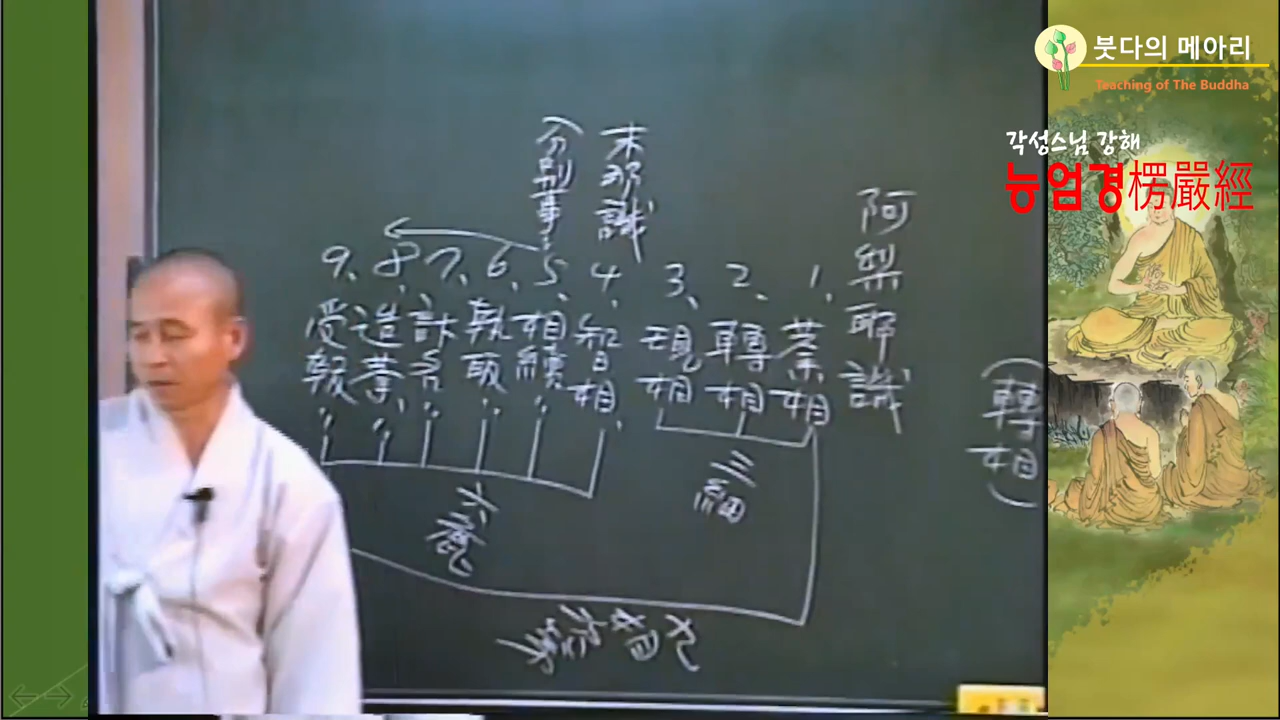 붓다의 메아리
Teaching of The Buddha
각성스님 강해
능엄경楞嚴經
阿梨耶識
1、業相
2、轉相
3、現相
末那識
4、智相
(分別事
5、相續〃
6、執取〃
7、計名〃
8、造業〃
9、受報〃
三細
六麁
九相
(轉相)